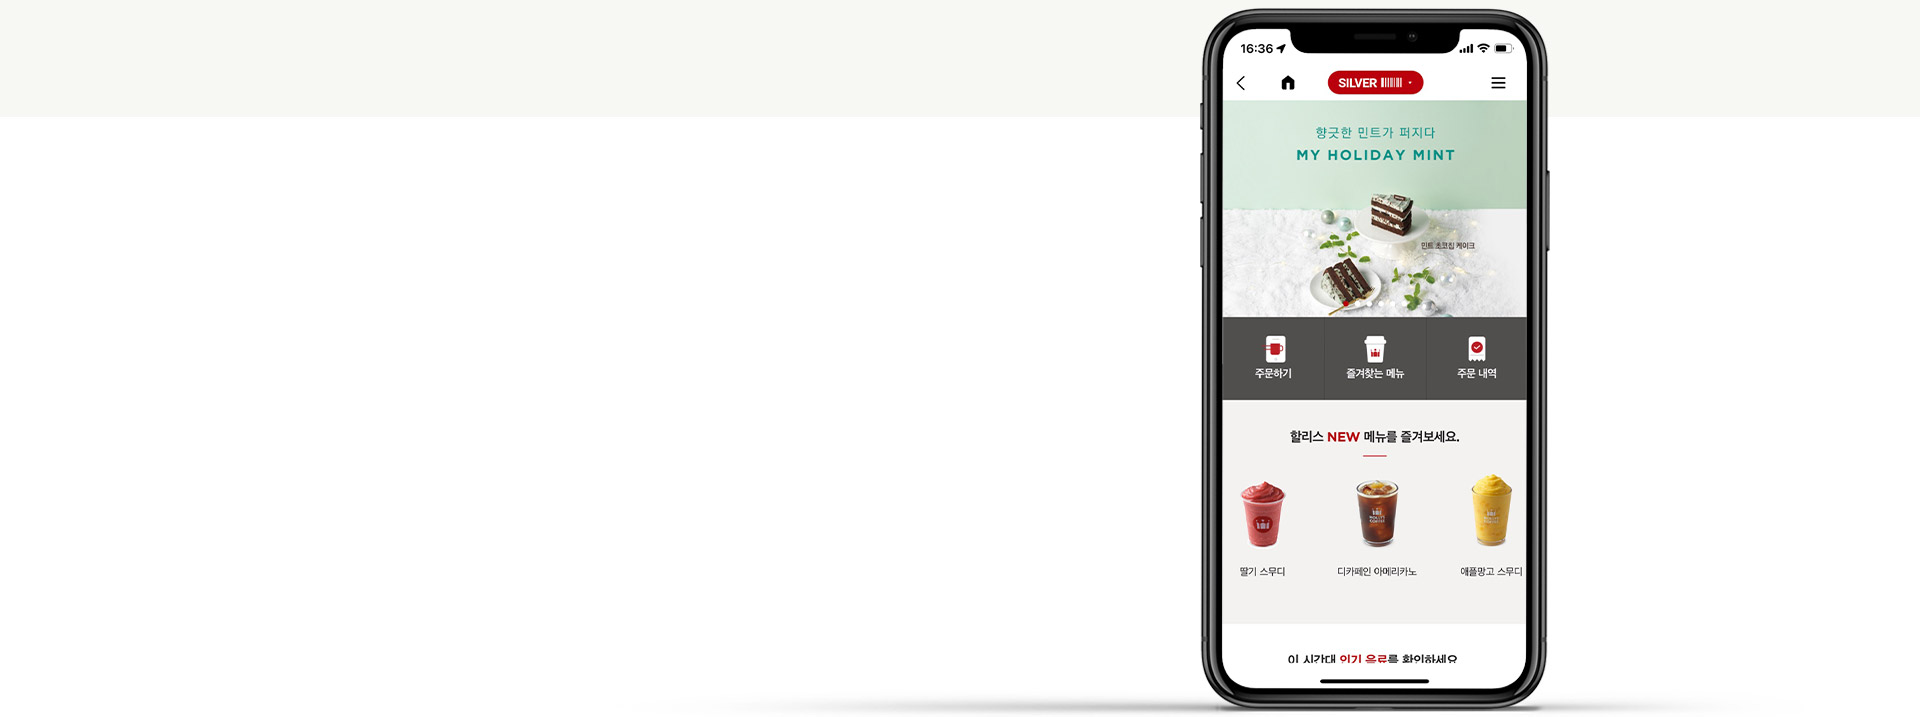 16:36
SILVER
향긋한 민트가 퍼지다
MY HOLIDAY MINT
민트 초코칩 케이크
주문하기
즐겨찾는 메뉴
주문 내역
할리스 NEW 메뉴를 즐겨보세요.
HOLLYS COFFEE
딸기 스무디
디카페인 아메리카노
애플망고 스무디
이 시간대 인기 음료를 확인하세요